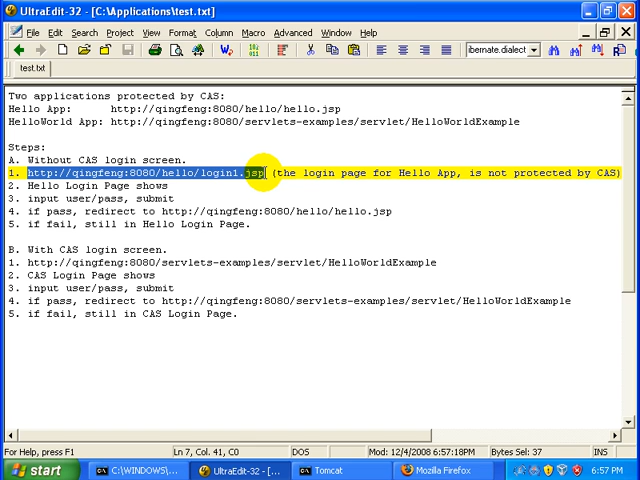 UltraEdit-32 - [C:\Applications\test.txt]
File Edit Search Project View Format Column Macro Advanced Window Help
ibernate.dialect
test.txt
Two applications protected by CAS:
Hello App: http://qingfeng:8080/hello/hello.jsp
HelloWorld App: http://qingfeng:8080/servlets-examples/servlet/HelloWorldExample
Steps:
A. Without CAS login screen.
1. http://qingfeng:8080/hello/login1.jsp (the login page for Hello App, is not protected by CAS)
2. Hello Login Page shows
3. input user/pass, submit
4. if pass, redirect to http://qingfeng:8080/hello/hello.jsp
5. if fail, still in Hello Login Page.
B. With CAS login screen.
1. http://qingfeng:8080/servlets-examples/servlet/HelloWorldExample
2. CAS Login Page shows
3. input user/pass, submit
4. if pass, redirect to http://qingfeng:8080/servlets-examples/servlet/HelloWorldExample
5. if fail, still in CAS Login Page.
For Help, press F1 Ln 7, Col. 41, C0 DOS Mod: 12/4/2008 6:57:18PM Bytes Sel: 37 INS
start C:\WINDOWS\... UltraEdit-32 - [... Tomcat Mozilla Firefox 6:57 PM